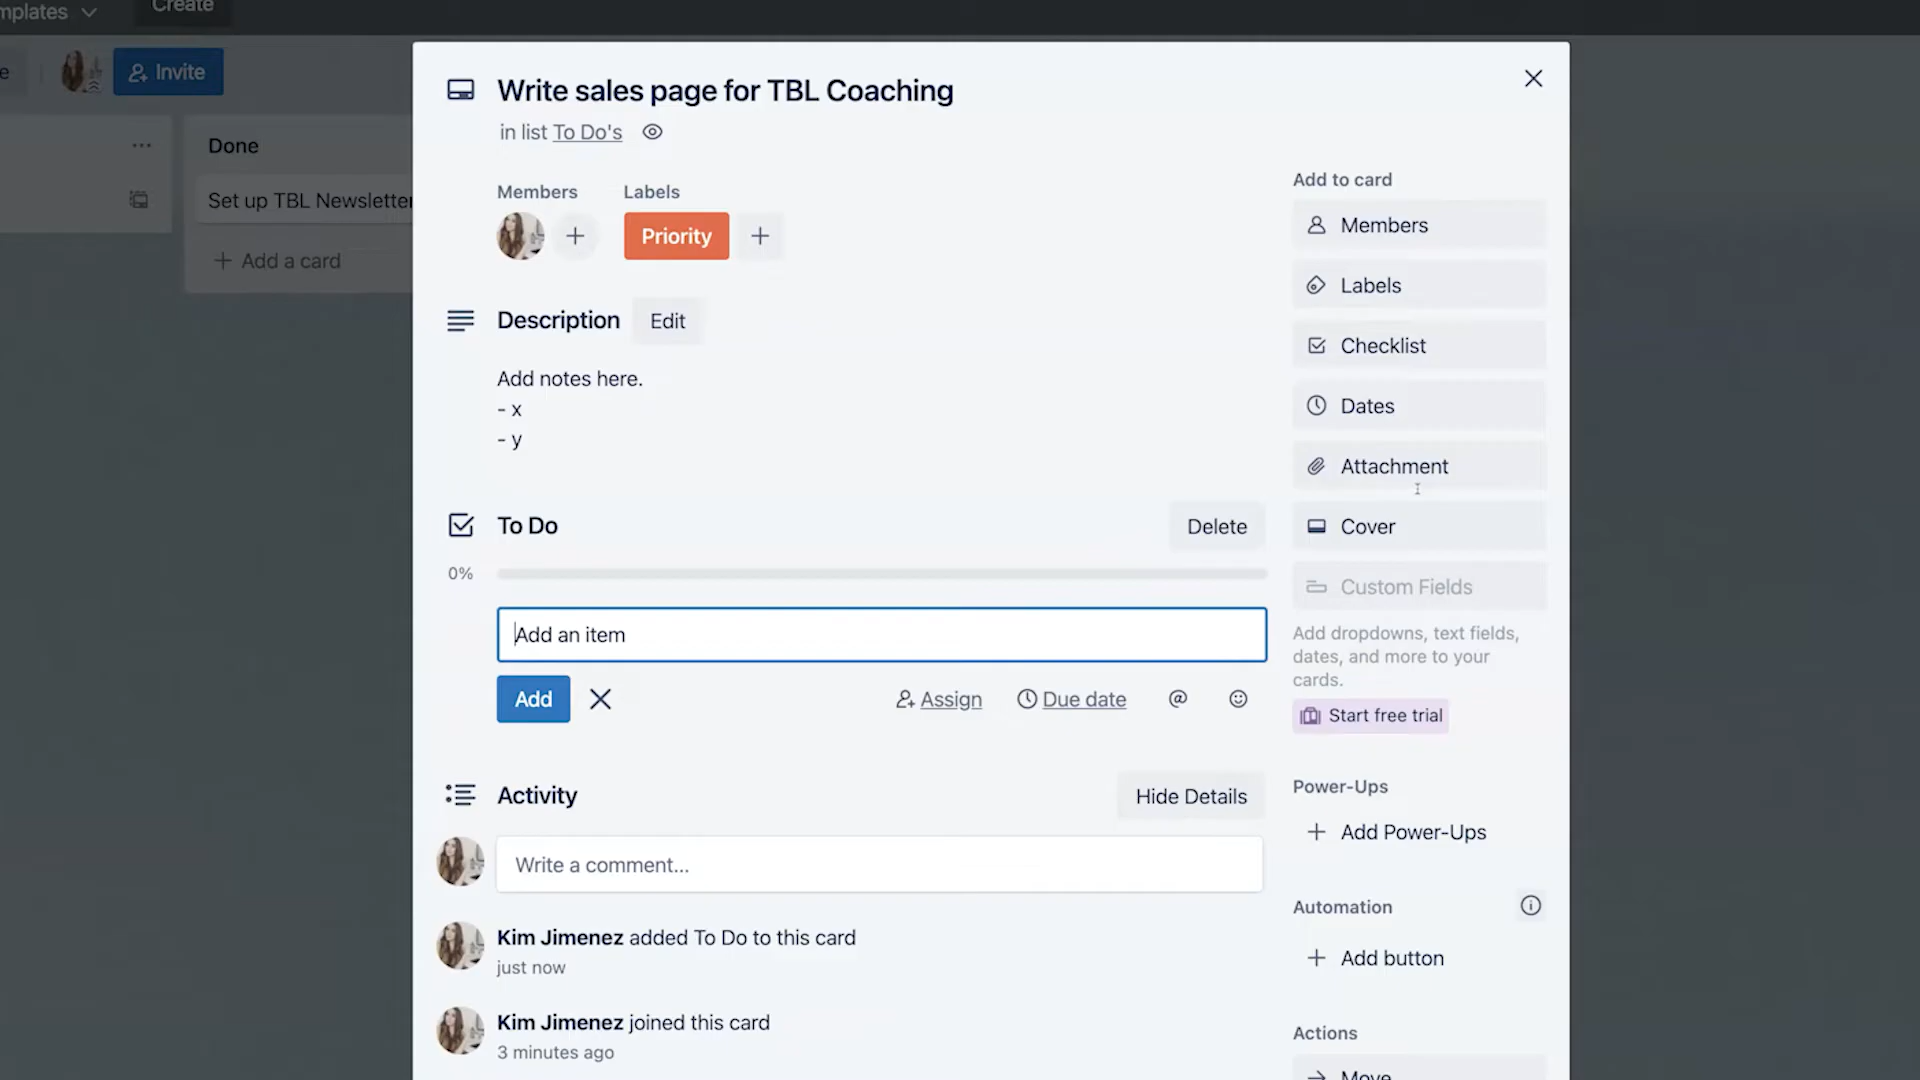 Create
Invite
Done
Set up TBL Newsletter
Add a card
Write sales page for TBL Coaching
in list To Do's
Members
Labels
Priority
Description
Edit
Add notes here.
- x
- y
To Do
Delete
0%
Add an item
Add
Assign
Due date
@
Activity
Hide Details
Write a comment...
Kim Jimenez added To Do to this card
just now
Kim Jimenez joined this card
3 minutes ago
Add to card
Members
Labels
Checklist
Dates
Attachment
Cover
Custom Fields
Add dropdowns, text fields,
dates, and more to your
cards.
Start free trial
Power-Ups
Add Power-Ups
Automation
Add button
Actions
Move